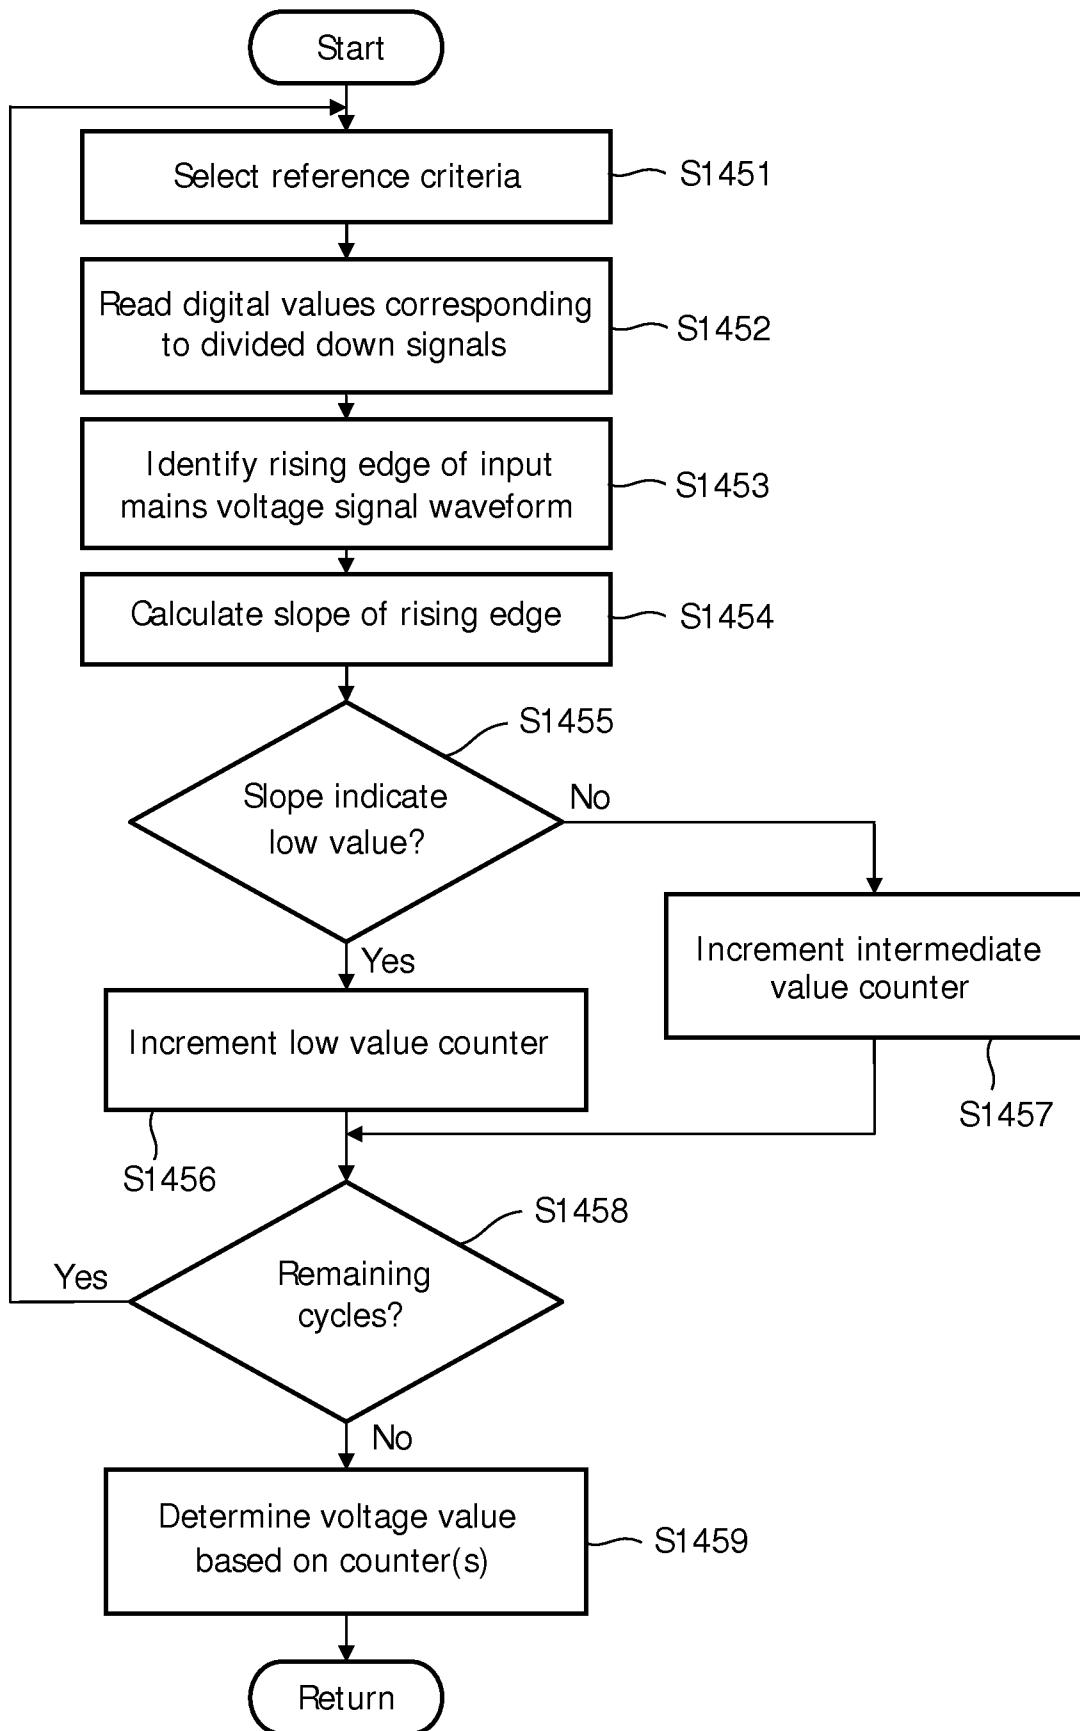 Start
Select reference criteria
S1451
Read digital values corresponding
to divided down signals
S1452
Identify rising edge of input
mains voltage signal waveform
S1453
Calculate slope of rising edge
S1454
S1455
Slope indicate
low value?
No
Yes
Increment intermediate
value counter
S1457
Increment low value counter
S1456
S1458
Remaining
cycles?
Yes
No
Determine voltage value
based on counter(s)
S1459
Return